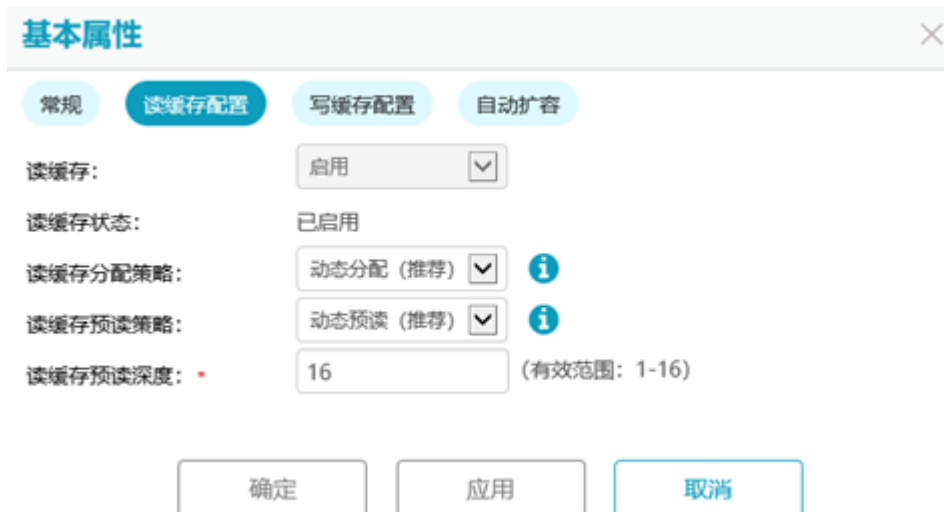 基本属性
常规 读缓存配置 写缓存配置 自动扩容
读缓存： 启用
读缓存状态： 已启用
读缓存分配策略： 动态分配（推荐）
读缓存预读策略： 动态预读（推荐）
读缓存预读深度： * 16 （有效范围：1-16）
确定 应用 取消